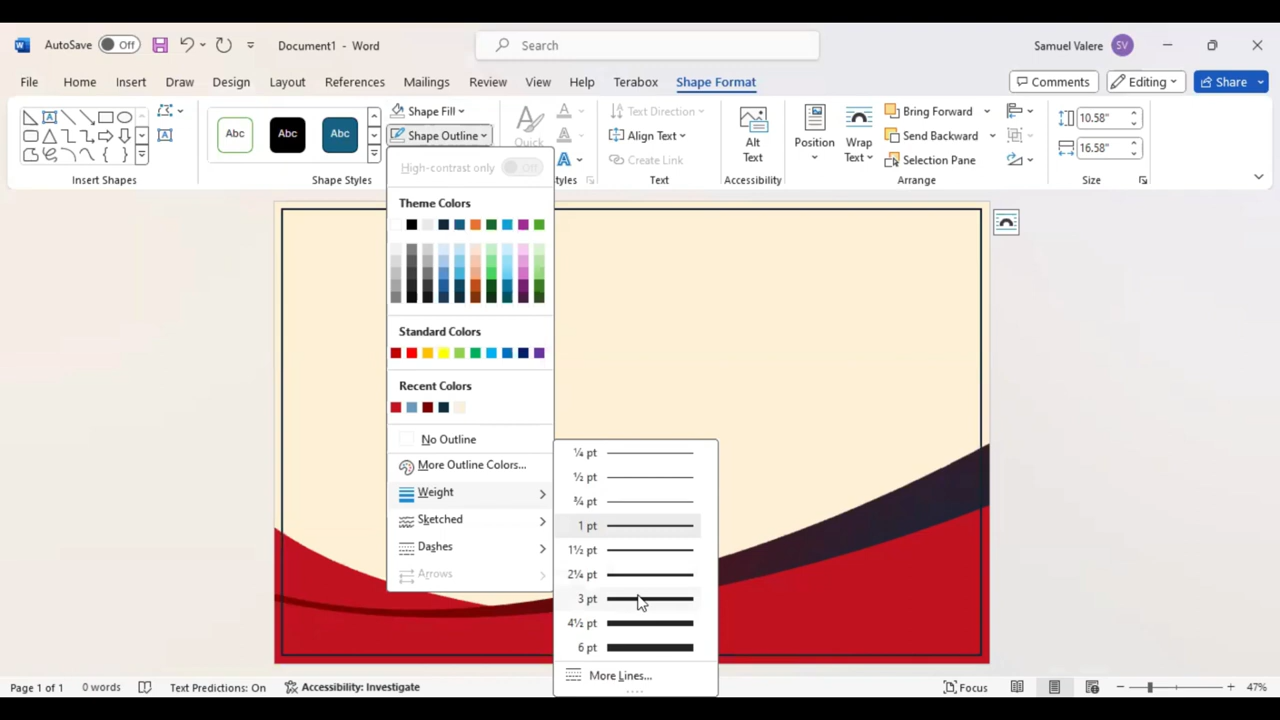 AutoSave Off Document1 - Word Search Samuel Valere SV
File Home Insert Draw Design Layout References Mailings Review View Help Terabox Shape Format Comments Editing Share
Abc Abc Abc
Shape Fill
Shape Outline
Quick
Text Direction
Align Text
Create Link
Alt
Text
Position
Wrap
Text
Bring Forward
Send Backward
Selection Pane
10.58"
16.58"
Insert Shapes Shape Styles Text Accessibility Arrange Size
High-contrast only Off
Theme Colors
Standard Colors
Recent Colors
No Outline
More Outline Colors...
Weight
Sketched
Dashes
Arrows
¼ pt
½ pt
¾ pt
1 pt
1½ pt
2¼ pt
3 pt
4½ pt
6 pt
More Lines...
Page 1 of 1 0 words Text Predictions: On Accessibility: Investigate Focus 47%